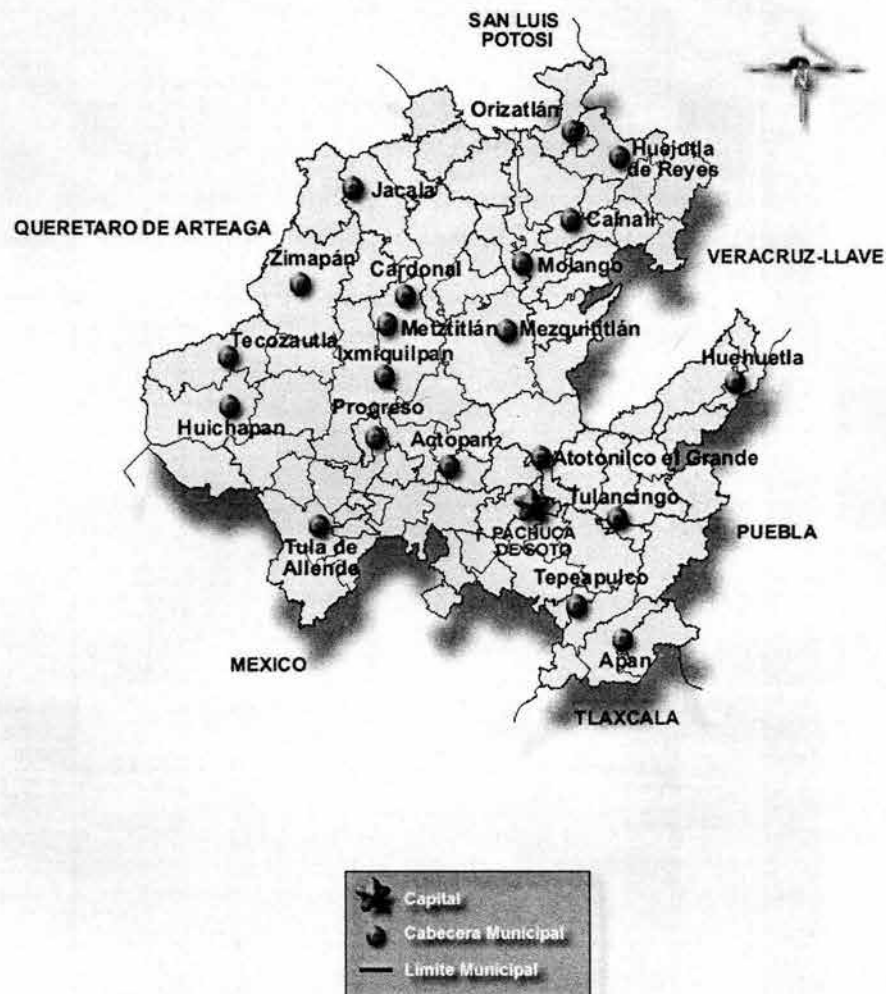 SAN LUIS
POTOSI
N
Orizatlán
Huejutla
de Reyes
Jacala
QUERETARO DE ARTEAGA
Calnali
Zimapán
Cardonal
Molango
VERACRUZ-LLAVE
Metztitlán
Mezquititlán
Tecozautla
Ixmiquilpan
Huehuetla
Progreso
Huichapan
Actopan
Atotonilco el Grande
Tulancingo
PACHUCA
DE SOTO
PUEBLA
Tula de
Allende
Tepeapulco
MEXICO
Apan
TLAXCALA
Capital
Cabecera Municipal
Limite Municipal